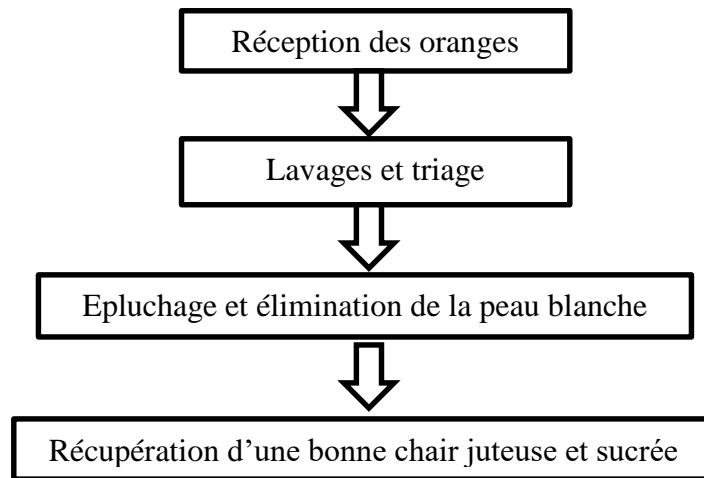 Réception des oranges
Lavages et triage
Epluchage et élimination de la peau blanche
Récupération d’une bonne chair juteuse et sucrée